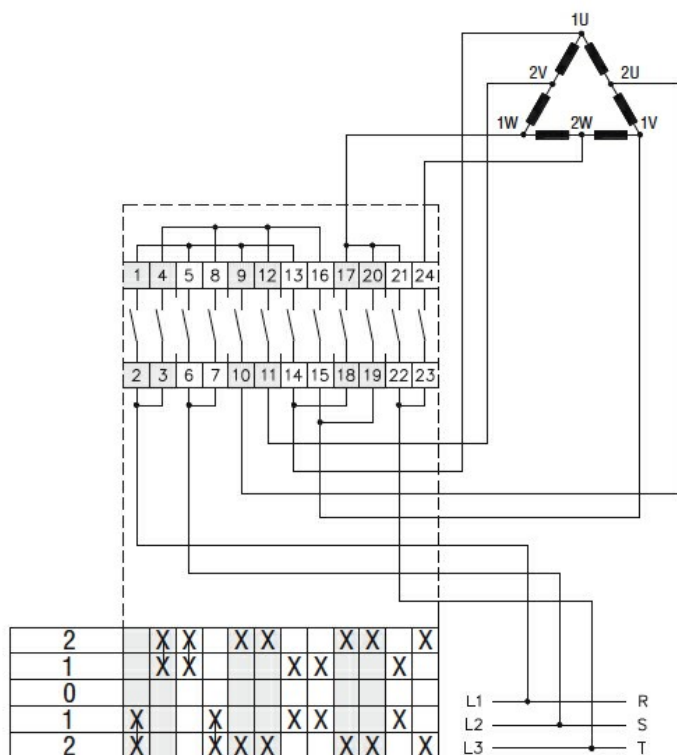 1U
2V 2U
1W 2W 1V
1 4 5 8 9 12 13 16 17 20 21 24
2 3 6 7 10 11 14 15 18 19 22 23
2 X X X X X X X
1 X X X X X
0
1 X X X X X
2 X X X X X X X
L1 R
L2 S
L3 T